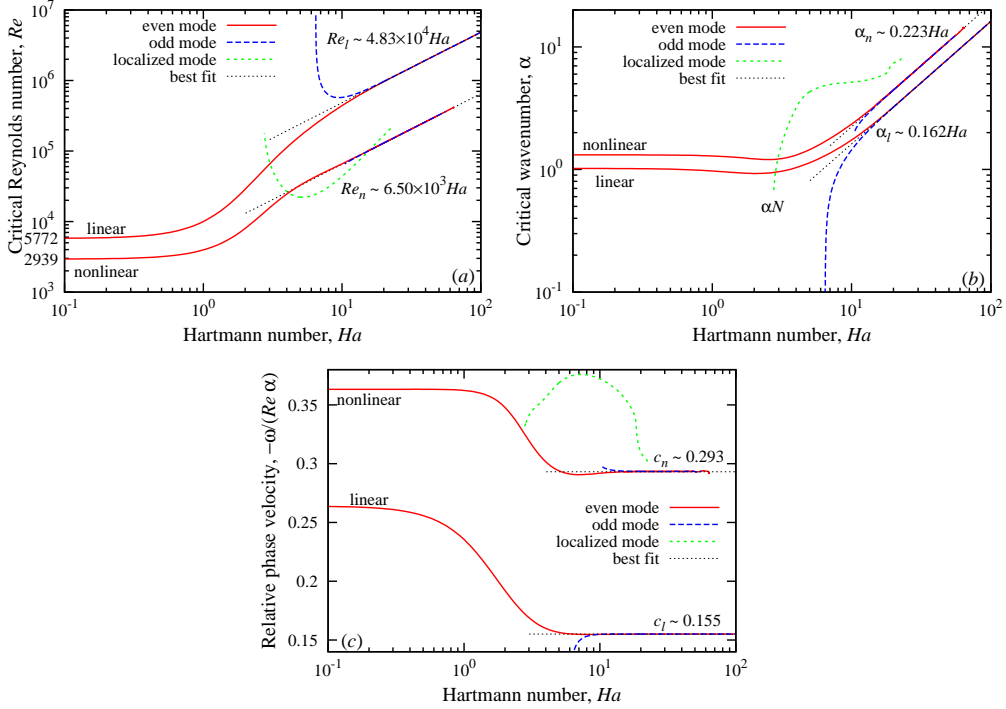 Critical Reynolds number, Re
10^7
10^6
10^5
10^4
5772
2939
10^3
even mode
odd mode
localized mode
best fit
Re_l ~ 4.83×10^4Ha
Re_n ~ 6.50×10^3Ha
linear
nonlinear
(a)
10^-1
10^0
10^1
10^2
Hartmann number, Ha
Critical wavenumber, α
10^1
10^0
10^-1
even mode
odd mode
localized mode
best fit
α_n ~ 0.223Ha
α_l ~ 0.162Ha
nonlinear
linear
αN
(b)
10^-1
10^0
10^1
10^2
Hartmann number, Ha
Relative phase velocity, −ω/(Re α)
0.35
0.3
0.25
0.2
0.15
nonlinear
c_n ~ 0.293
linear
even mode
odd mode
localized mode
best fit
c_l ~ 0.155
(c)
10^-1
10^0
10^1
10^2
Hartmann number, Ha